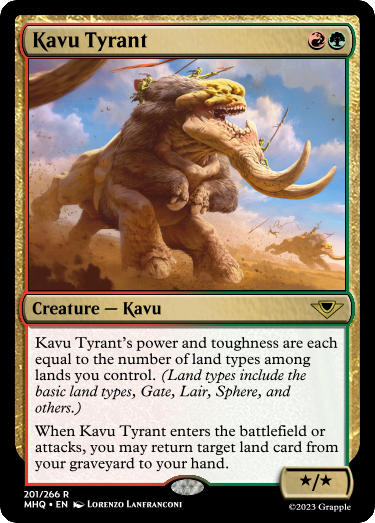 Kavu Tyrant
Creature — Kavu
Kavu Tyrant's power and toughness are each
equal to the number of land types among
lands you control. (Land types include the
basic land types, Gate, Lair, Sphere, and
others.)
When Kavu Tyrant enters the battlefield or
attacks, you may return target land card from
your graveyard to your hand.
★/★
201/266 R
MHQ • EN Lorenzo Lanfranconi
©2023 Grapple